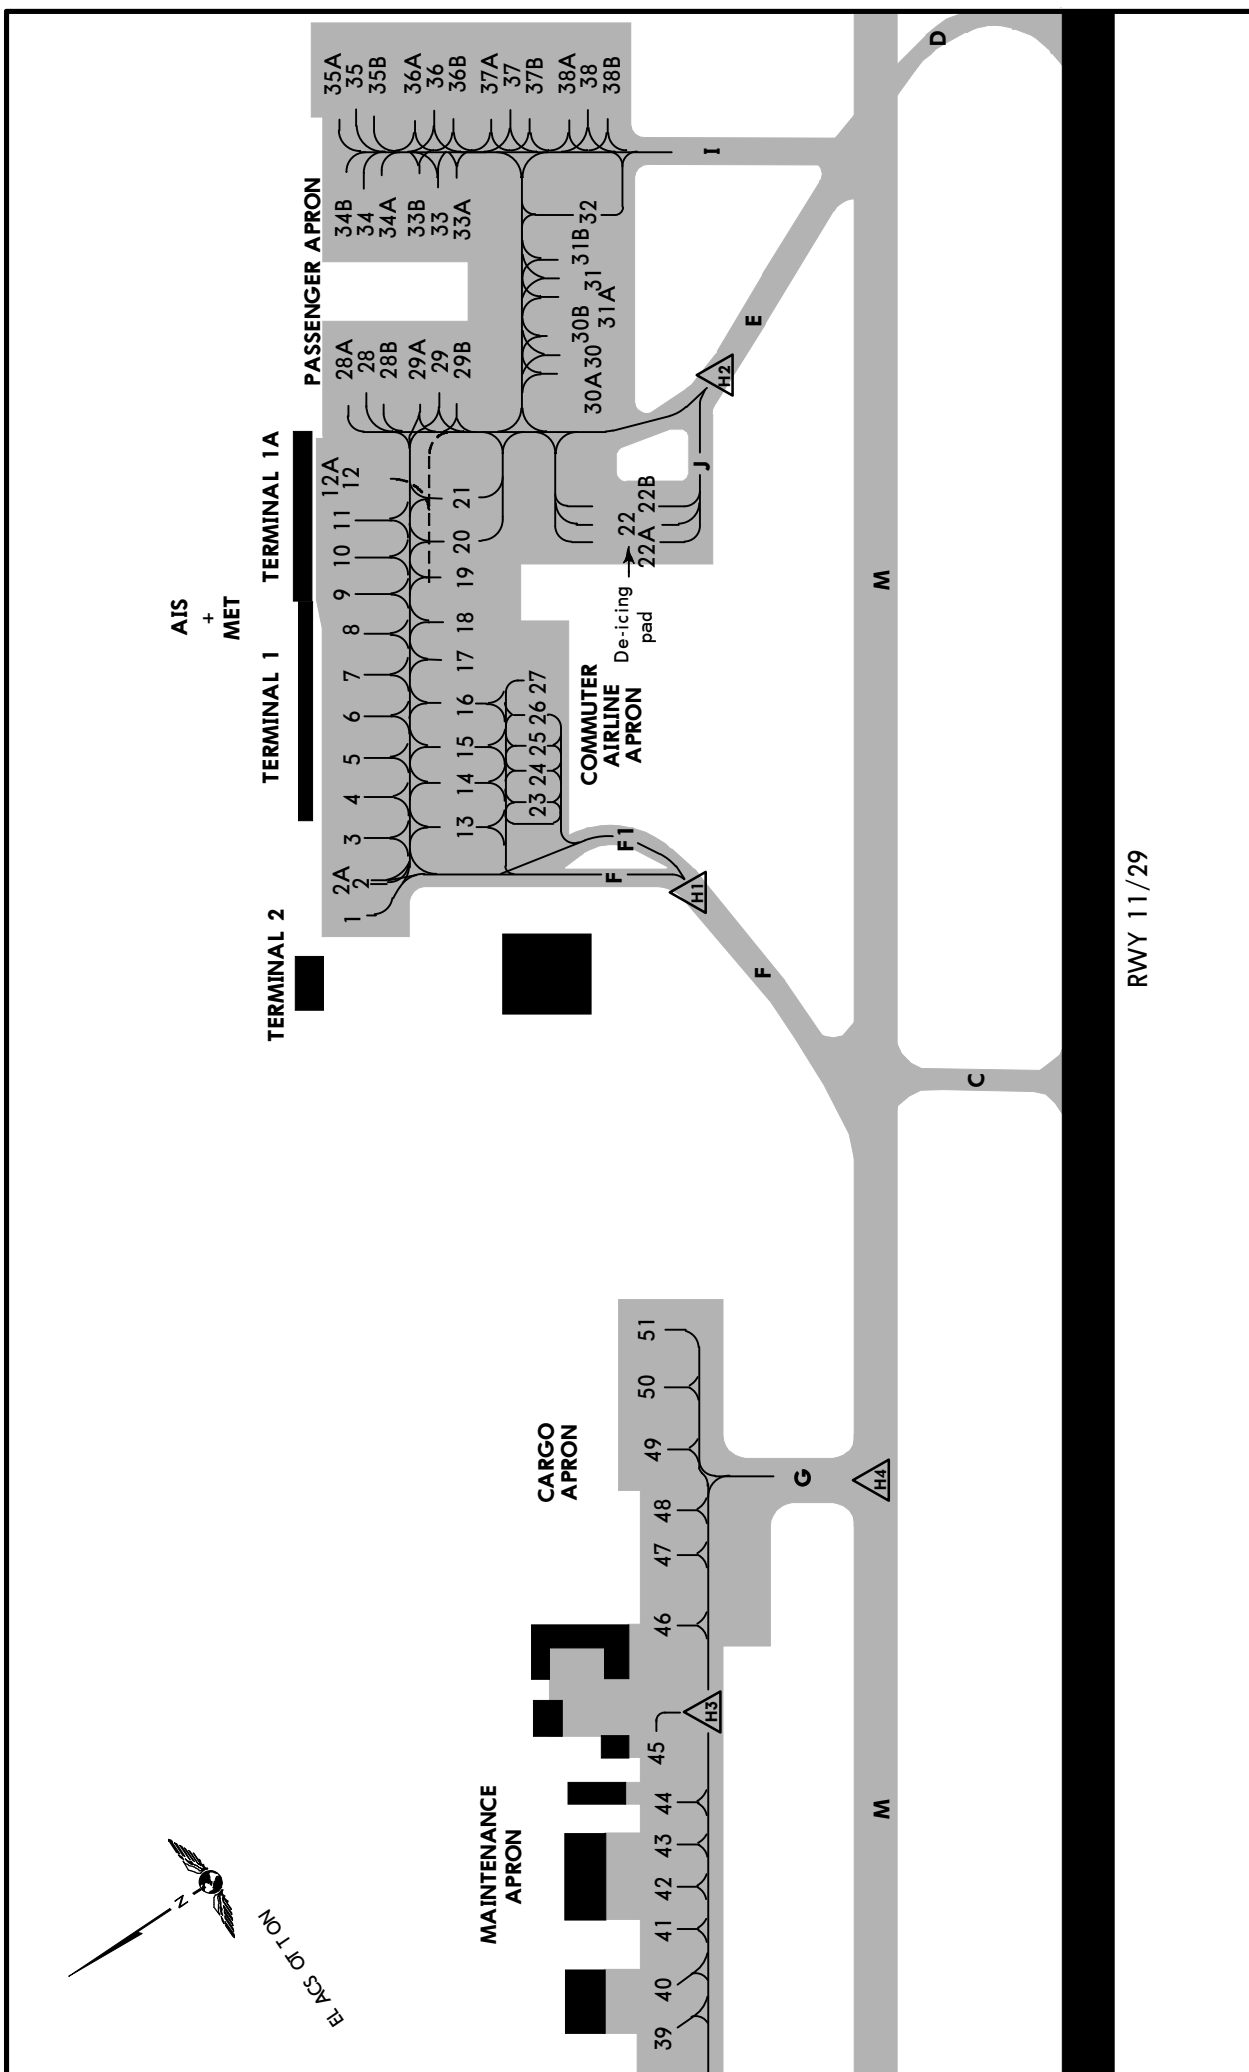 35A
35
35B
36A
36
36B
37A
37
37B
38A
38
38B
D
I
34B
34
34A
33B
33
33A
32
31B
31
31A
30B
30
30A
PASSENGER APRON
28A
28
28B
29A
29
29B
E
H2
J
TERMINAL 1A
12A
12
11
10
9
8
7
6
5
4
3
2A
2
1
21
20
19
18
17
16
15
14
13
22B
22
22A
De-icing
pad
AIS
+
MET
TERMINAL 1
27
26
25
24
23
COMMUTER
AIRLINE
APRON
M
F1
F
H1
F
TERMINAL 2
C
RWY 11/29
51
50
49
48
47
46
45
44
43
42
41
40
39
CARGO
APRON
G
H4
H3
MAINTENANCE
APRON
M
N
NOT TO SCALE